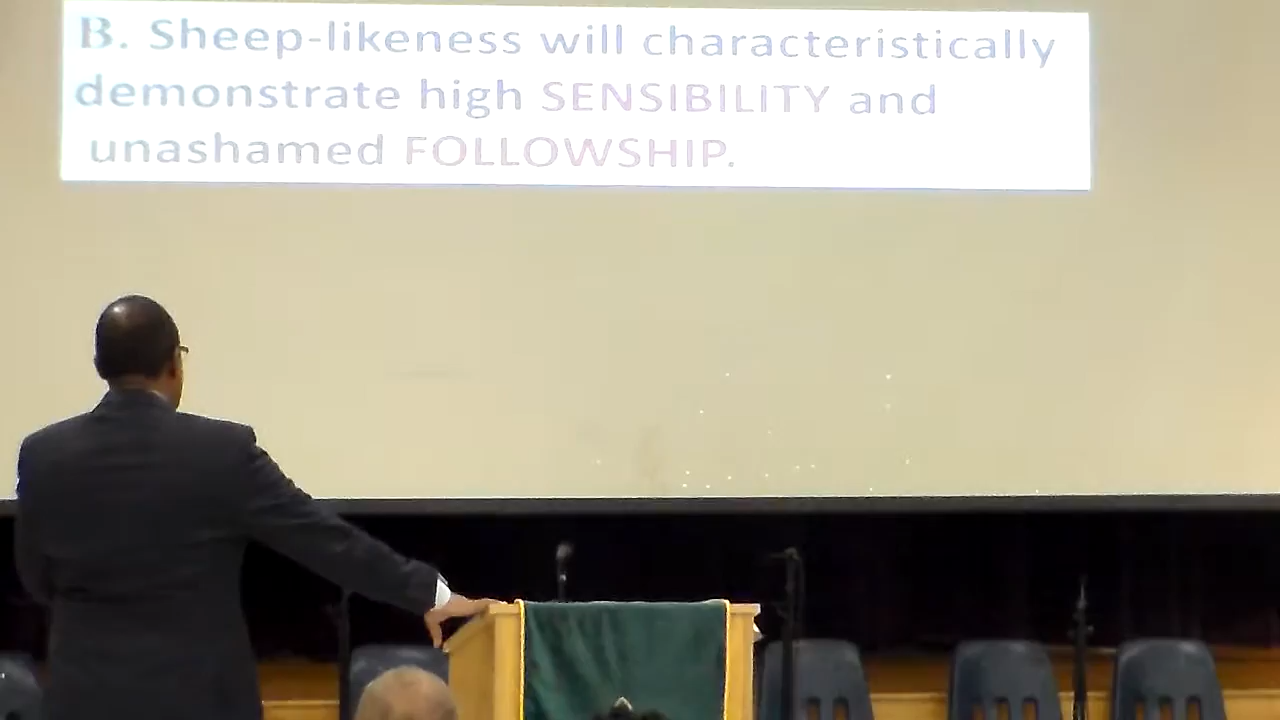 B. Sheep-likeness will characteristically
demonstrate high SENSIBILITY and
unashamed FOLLOWSHIP.